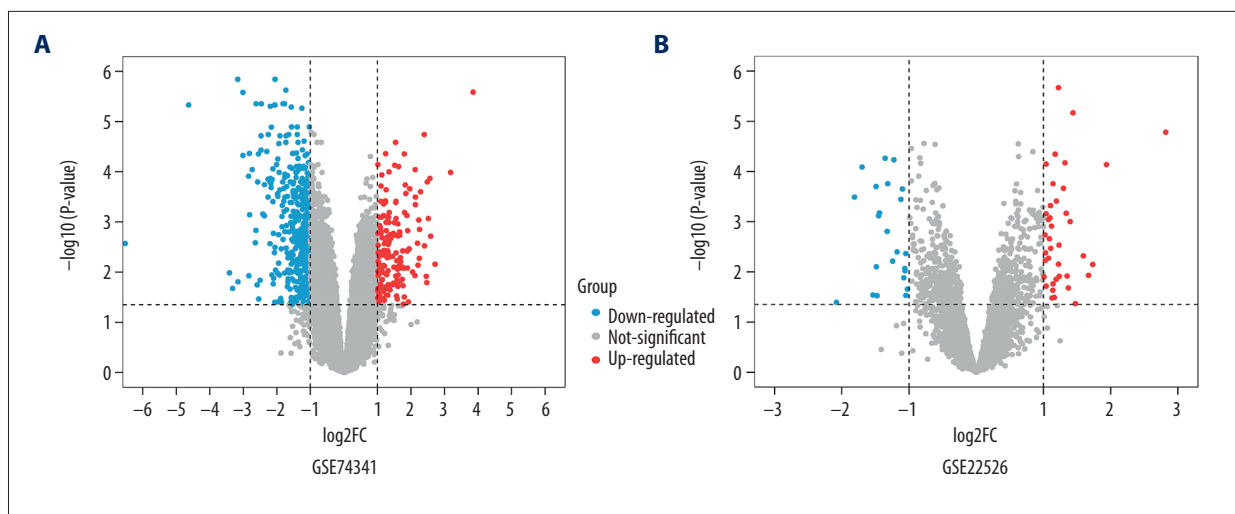 A
6
5
4
3
2
1
0
−log10 (P-value)
−6 −5 −4 −3 −2 −1 1 2 3 4 5 6
log2FC
GSE74341
Group
Down-regulated
Not-significant
Up-regulated
B
6
5
4
3
2
1
0
−log10 (P-value)
−3 −2 −1 1 2 3
log2FC
GSE22526